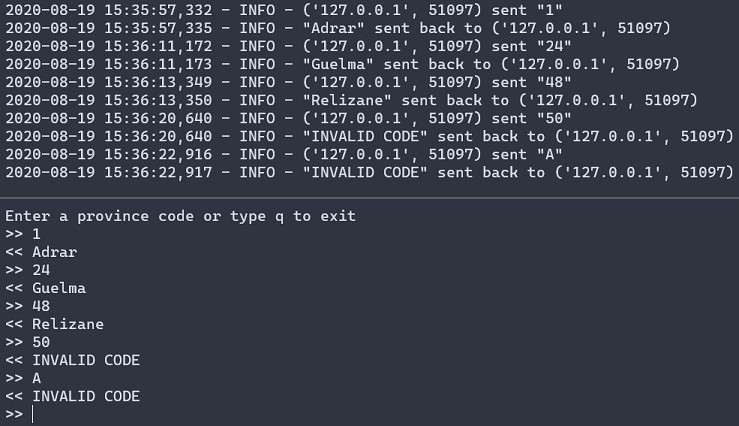 2020-08-19 15:35:57,332 - INFO - ('127.0.0.1', 51097) sent "1"
2020-08-19 15:35:57,335 - INFO - "Adrar" sent back to ('127.0.0.1', 51097)
2020-08-19 15:36:11,172 - INFO - ('127.0.0.1', 51097) sent "24"
2020-08-19 15:36:11,173 - INFO - "Guelma" sent back to ('127.0.0.1', 51097)
2020-08-19 15:36:13,349 - INFO - ('127.0.0.1', 51097) sent "48"
2020-08-19 15:36:13,350 - INFO - "Relizane" sent back to ('127.0.0.1', 51097)
2020-08-19 15:36:20,640 - INFO - ('127.0.0.1', 51097) sent "50"
2020-08-19 15:36:20,640 - INFO - "INVALID CODE" sent back to ('127.0.0.1', 51097)
2020-08-19 15:36:22,916 - INFO - ('127.0.0.1', 51097) sent "A"
2020-08-19 15:36:22,917 - INFO - "INVALID CODE" sent back to ('127.0.0.1', 51097)
Enter a province code or type q to exit
>> 1
<< Adrar
>> 24
<< Guelma
>> 48
<< Relizane
>> 50
<< INVALID CODE
>> A
<< INVALID CODE
>>